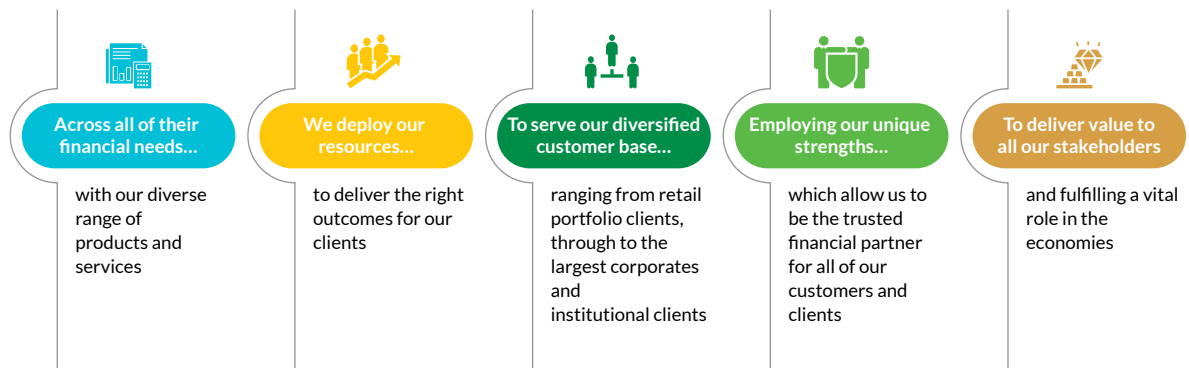 Across all of their
financial needs...
with our diverse
range of
products and
services
We deploy our
resources...
to deliver the right
outcomes for our
clients
To serve our diversified
customer base...
ranging from retail
portfolio clients,
through to the
largest corporates
and
institutional clients
Employing our unique
strengths...
which allow us to
be the trusted
financial partner
for all of our
customers and
clients
To deliver value to
all our stakeholders
and fulfilling a vital
role in the
economies